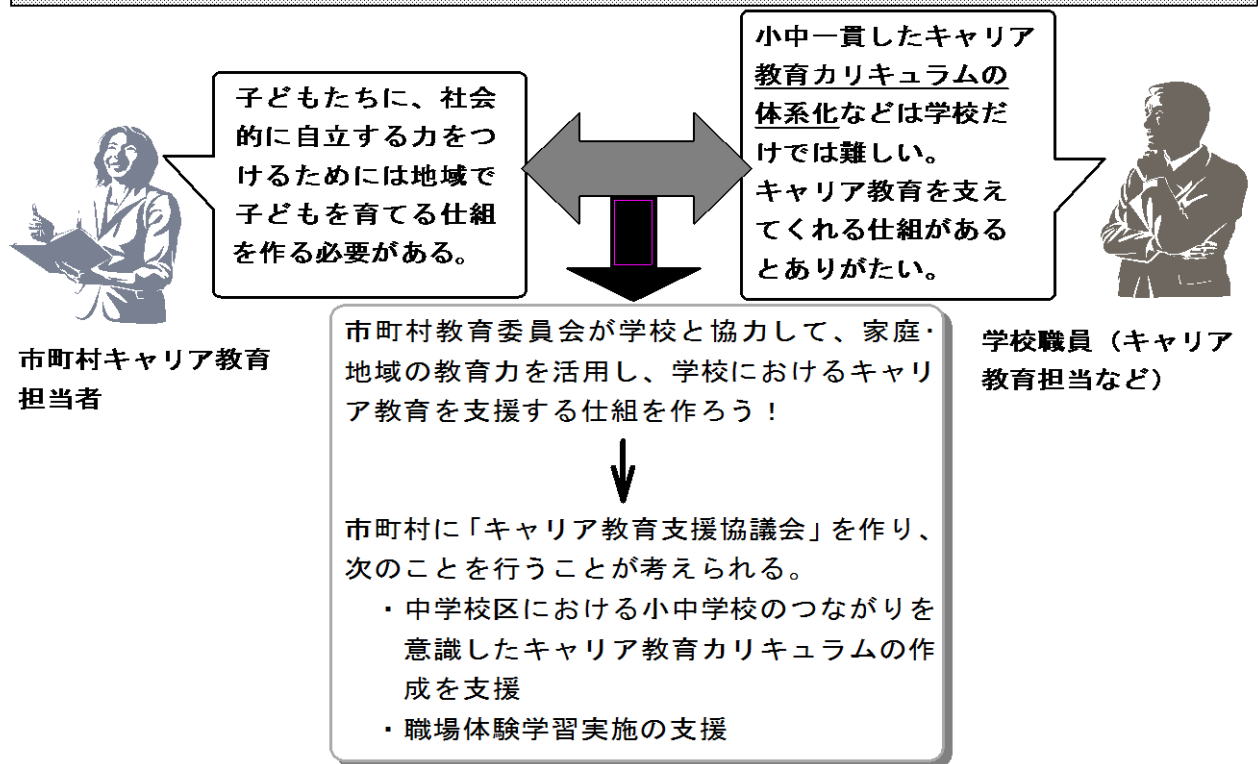 子どもたちに、社会
的に自立する力をつ
けるためには地域で
子どもを育てる仕組
を作る必要がある。
小中一貫したキャリア
教育カリキュラムの
体系化などは学校だ
けでは難しい。
キャリア教育を支え
てくれる仕組がある
とありがたい。
市町村キャリア教育
担当者
学校職員（キャリア
教育担当など）
市町村教育委員会が学校と協力して、家庭・
地域の教育力を活用し、学校におけるキャリ
ア教育を支援する仕組を作ろう！
市町村に「キャリア教育支援協議会」を作り、
次のことを行うことが考えられる。
・中学校区における小中学校のつながりを
意識したキャリア教育カリキュラムの作
成を支援
・職場体験学習実施の支援